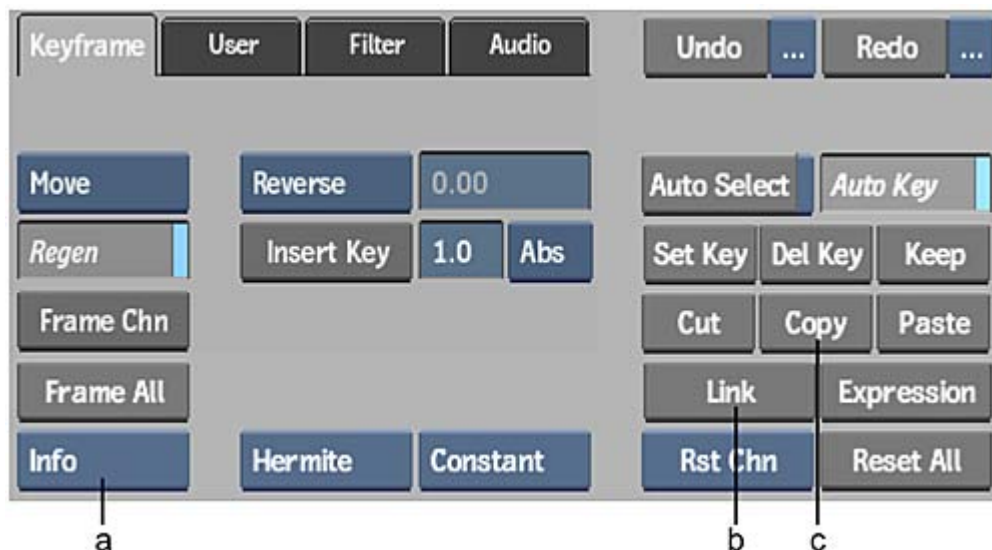 Keyframe User Filter Audio Undo ... Redo ...
Move Reverse 0.00 Auto Select Auto Key
Regen Insert Key 1.0 Abs Set Key Del Key Keep
Frame Chn Cut Copy Paste
Frame All Link Expression
Info Hermite Constant Rst Chn Reset All
a b c